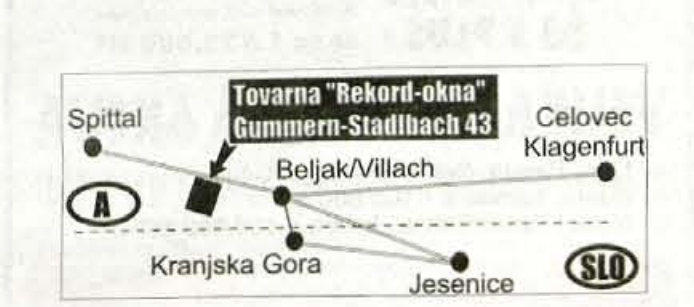 Tovarna "Rekord-okna"
Gummern-Stadlbach 43
Spittal
Celovec
Klagenfurt
Beljak/Villach
A
Kranjska Gora
Jesenice
SLO